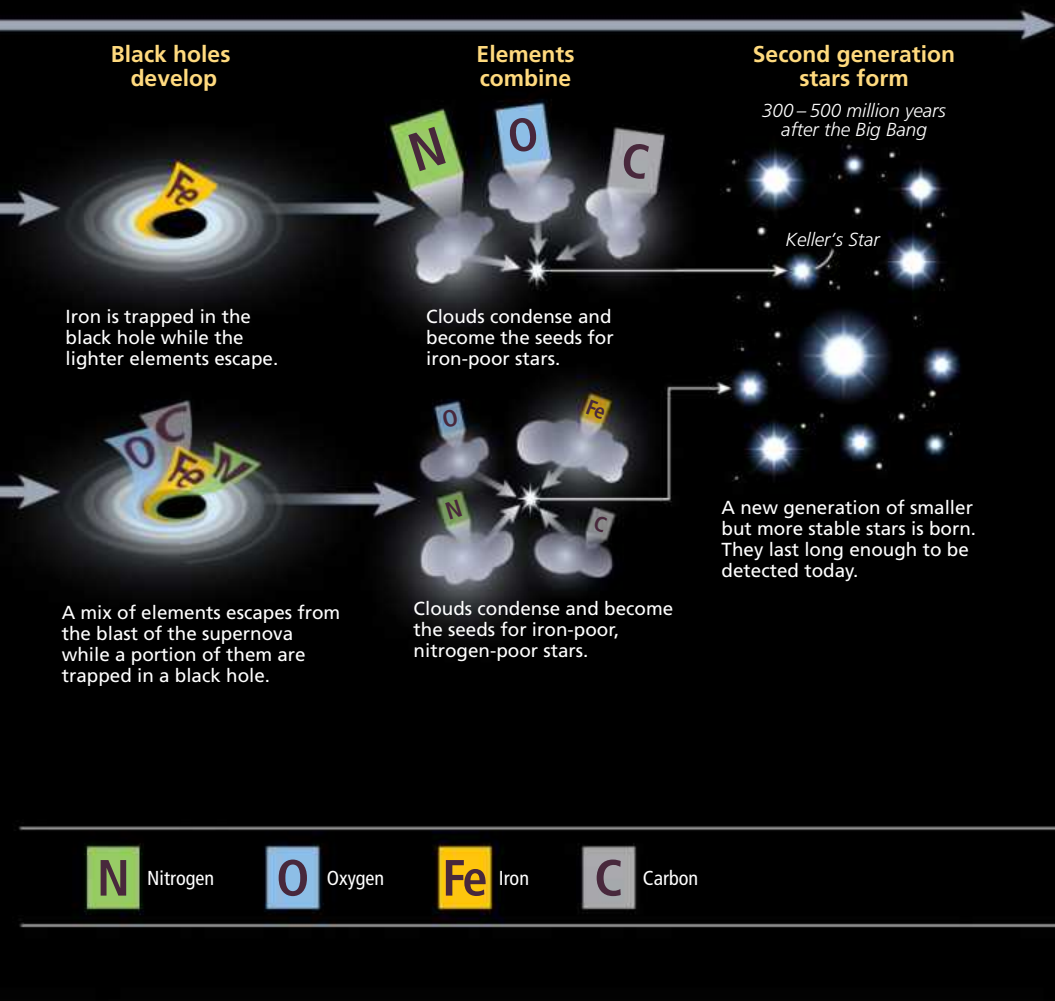 Black holes
develop
Elements
combine
Second generation
stars form
300 – 500 million years
after the Big Bang
Fe
N
O
C
Keller's Star
Iron is trapped in the
black hole while the
lighter elements escape.
Clouds condense and
become the seeds for
iron-poor stars.
O
C
Fe
N
O
Fe
N
C
A mix of elements escapes from
the blast of the supernova
while a portion of them are
trapped in a black hole.
Clouds condense and become
the seeds for iron-poor,
nitrogen-poor stars.
A new generation of smaller
but more stable stars is born.
They last long enough to be
detected today.
N Nitrogen
O Oxygen
Fe Iron
C Carbon